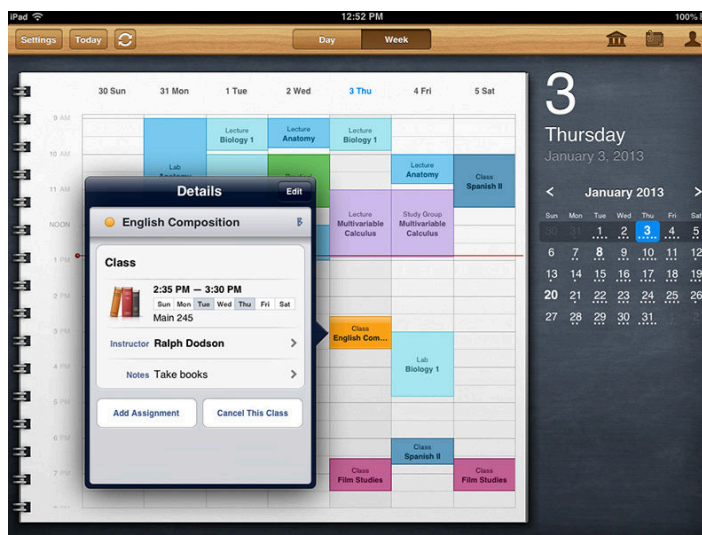 iPad 12:52 PM 100%
Settings Today Day Week
30 Sun 31 Mon 1 Tue 2 Wed 3 Thu 4 Fri 5 Sat
9 AM
10 AM
11 AM
NOON
1 PM
2 PM
3 PM
4 PM
5 PM
6 PM
7 PM
Lecture
Biology 1
Lecture
Anatomy
Lecture
Biology 1
Lab
Lecture
Anatomy
Class
Spanish II
Lecture
Multivariable
Calculus
Study Group
Multivariable
Calculus
Class
English Com...
Lab
Biology 1
Class
Spanish II
Class
Film Studies
Class
Film Studies
Details Edit
English Composition B
Class
2:35 PM — 3:30 PM
Sun Mon Tue Wed Thu Fri Sat
Main 245
Instructor Ralph Dodson >
Notes Take books >
Add Assignment Cancel This Class
3
Thursday
January 3, 2013
< January 2013 >
Sun Mon Tue Wed Thu Fri Sat
30 31 1 2 3 4 5
6 7 8 9 10 11 12
13 14 15 16 17 18 19
20 21 22 23 24 25 26
27 28 29 30 31 1 2